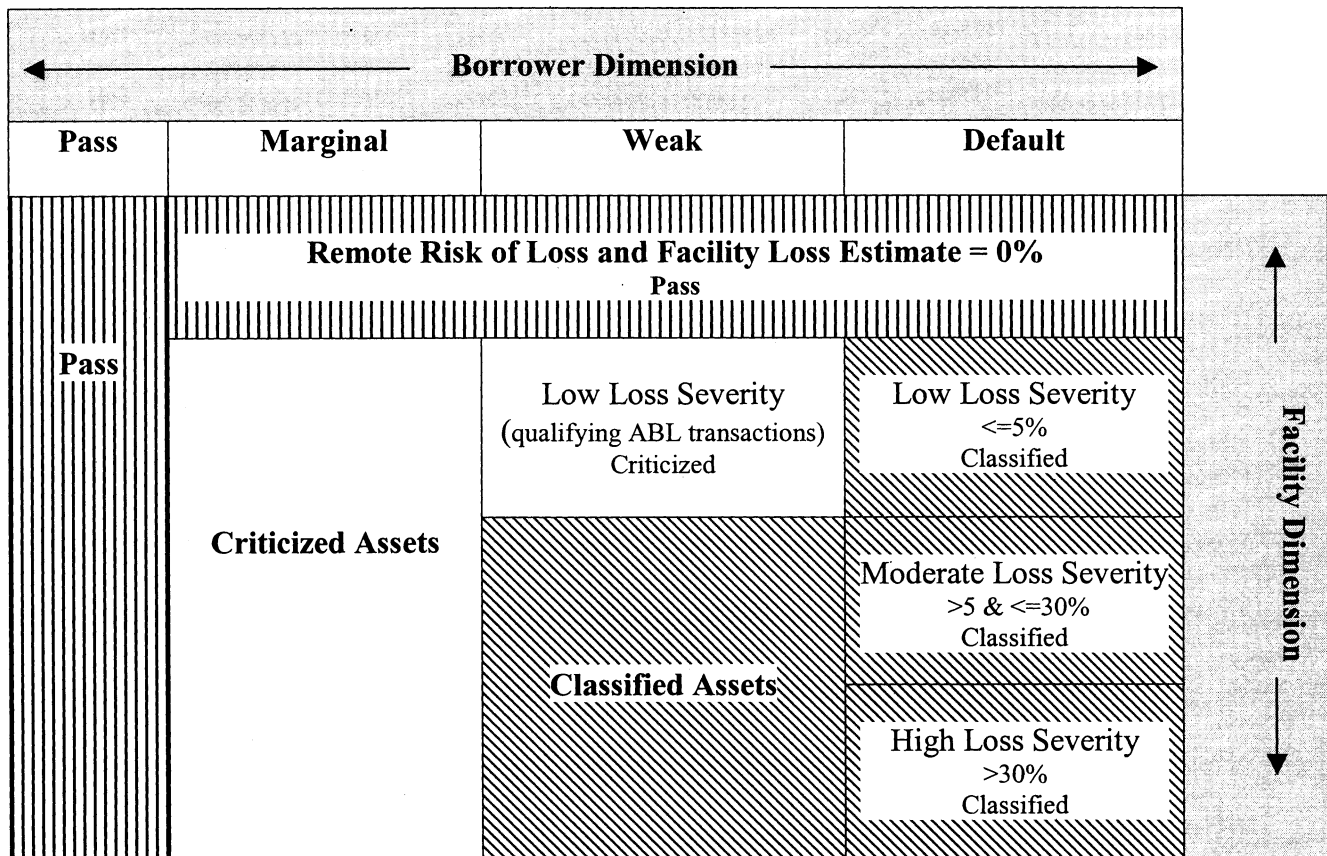 Borrower Dimension
Pass
Marginal
Weak
Default
Remote Risk of Loss and Facility Loss Estimate = 0%
Pass
Pass
Criticized Assets
Low Loss Severity
(qualifying ABL transactions)
Criticized
Low Loss Severity
<=5%
Classified
Classified Assets
Moderate Loss Severity
>5 & <=30%
Classified
High Loss Severity
>30%
Classified
Facility Dimension